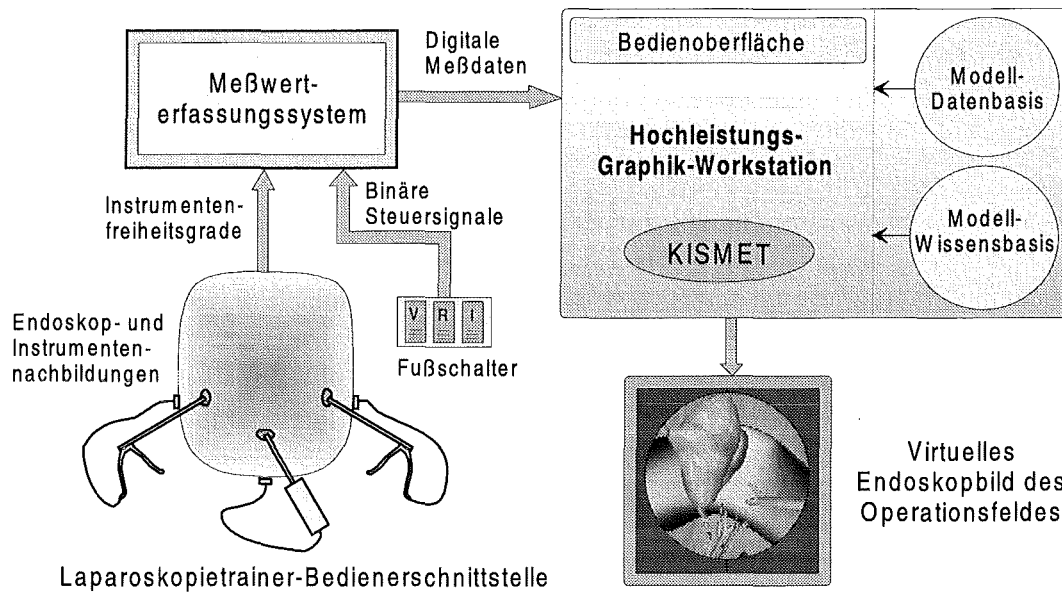 Meßwert-
erfassungssystem
Digitale
Meßdaten
Bedienoberfläche
Hochleistungs-
Graphik-Workstation
KISMET
Modell-
Datenbasis
Modell-
Wissensbasis
Instrumenten-
freiheitsgrade
Binäre
Steuersignale
V R I
Fußschalter
Endoskop- und
Instrumenten-
nachbildungen
Laparoskopietrainer-Bedienerschnittstelle
Virtuelles
Endoskopbild des
Operationsfeldes